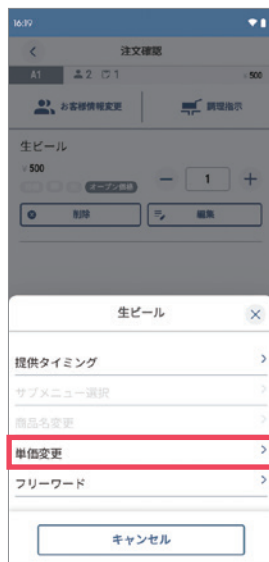 16:19
注文確認
A1 2 1 ¥500
お客様情報変更 調理指示
生ビール
¥500
オープン価格
1
削除 編集
生ビール
提供タイミング
サブメニュー選択
商品名変更
単価変更
フリーワード
キャンセル